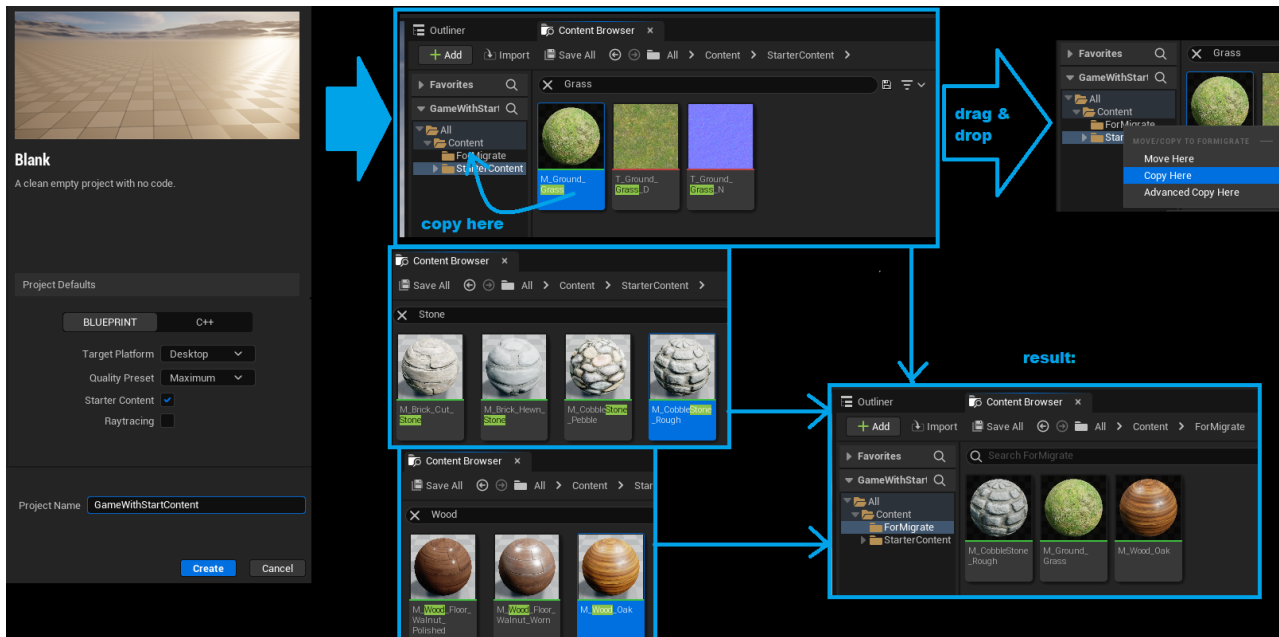 Blank
A clean empty project with no code.
Project Defaults
BLUEPRINT C++
Target Platform Desktop
Quality Preset Maximum
Starter Content
Raytracing
Project Name GameWithStartContent
Create Cancel
Outliner Content Browser ×
+ Add Import Save All All > Content > StarterContent >
Favorites
Grass
GameWithStart
All
Content
ForMigrate
StarterContent
M_Ground_
Grass
T_Ground_
Grass_D
T_Ground_
Grass_N
copy here
drag &
drop
Favorites
Grass
GameWithStart
All
Content
ForMigrate
Star
MOVE/COPY TO FORMIGRATE
Move Here
Copy Here
Advanced Copy Here
Content Browser ×
Save All All > Content > StarterContent >
Stone
M_Brick_Cut_
Stone
M_Brick_Hewn_
Stone
M_CobbleStone
_Pebble
M_CobbleStone
_Rough
Content Browser ×
Save All All > Content > Star
Wood
M_Wood_Floor_
Walnut_
Polished
M_Wood_Floor_
Walnut_Worn
M_Wood_Oak
result:
Outliner Content Browser ×
+ Add Import Save All All > Content > ForMigrate
Favorites
Search ForMigrate
GameWithStart
All
Content
ForMigrate
StarterContent
M_CobbleStone
_Rough
M_Ground_
Grass
M_Wood_Oak